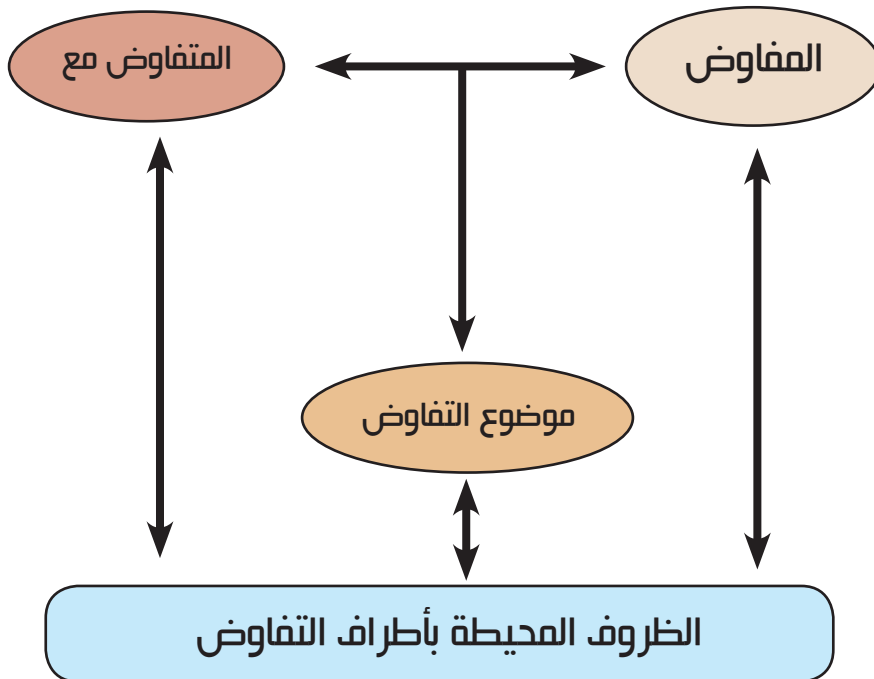 المفاوض
المتفاوض مع
موضوع التفاوض
الظروف المحيطة بأطراف التفاوض